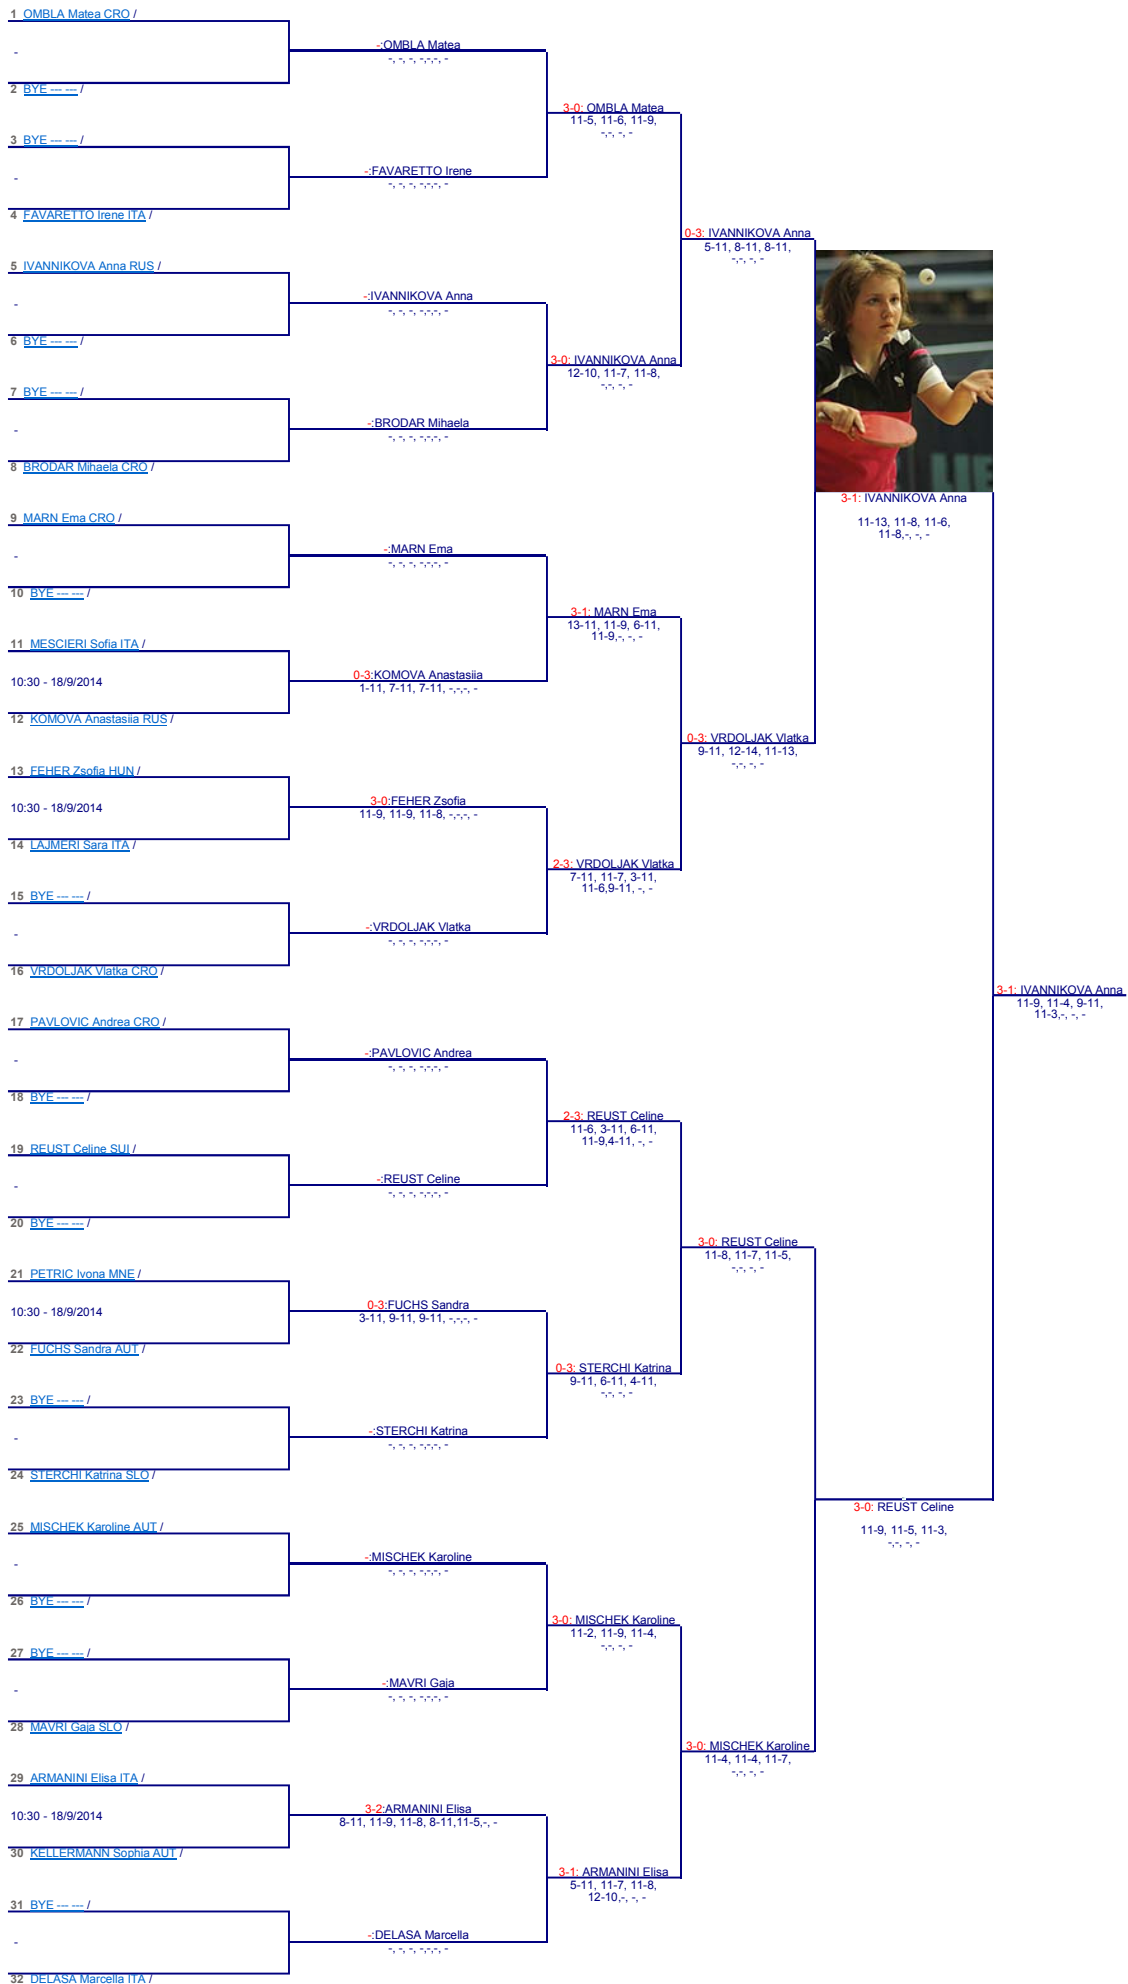 1 OMBLA Matea CRO /
-
2 BYE --- --- /
3 BYE --- --- /
-
4 FAVARETTO Irene ITA /
5 IVANNIKOVA Anna RUS /
-
6 BYE --- --- /
7 BYE --- --- /
-
8 BRODAR Mihaela CRO /
9 MARN Ema CRO /
-
10 BYE --- --- /
11 MESCIERI Sofia ITA /
10:30 - 18/9/2014
12 KOMOVA Anastasiia RUS /
13 FEHER Zsofia HUN /
10:30 - 18/9/2014
14 LAJMERI Sara ITA /
15 BYE --- --- /
-
16 VRDOLJAK Vlatka CRO /
17 PAVLOVIC Andrea CRO /
-
18 BYE --- --- /
19 REUST Celine SUI /
-
20 BYE --- --- /
21 PETRIC Ivona MNE /
10:30 - 18/9/2014
22 FUCHS Sandra AUT /
23 BYE --- --- /
-
24 STERCHI Katrina SLO /
25 MISCHEK Karoline AUT /
-
26 BYE --- --- /
27 BYE --- --- /
-
28 MAVRI Gaja SLO /
29 ARMANINI Elisa ITA /
10:30 - 18/9/2014
30 KELLERMANN Sophia AUT /
31 BYE --- --- /
-
32 DELASA Marcella ITA /
-:OMBLA Matea
-, -, -, -,-,-, -
-:FAVARETTO Irene
-, -, -, -,-,-, -
-:IVANNIKOVA Anna
-, -, -, -,-,-, -
-:BRODAR Mihaela
-, -, -, -,-,-, -
-:MARN Ema
-, -, -, -,-,-, -
0-3:KOMOVA Anastasiia
1-11, 7-11, 7-11, -,-,-, -
3-0:FEHER Zsofia
11-9, 11-9, 11-8, -,-,-, -
-:VRDOLJAK Vlatka
-, -, -, -,-,-, -
-:PAVLOVIC Andrea
-, -, -, -,-,-, -
-:REUST Celine
-, -, -, -,-,-, -
0-3:FUCHS Sandra
3-11, 9-11, 9-11, -,-,-, -
-:STERCHI Katrina
-, -, -, -,-,-, -
-:MISCHEK Karoline
-, -, -, -,-,-, -
-:MAVRI Gaja
-, -, -, -,-,-, -
3-2:ARMANINI Elisa
8-11, 11-9, 11-8, 8-11,11-5,-, -
-:DELASA Marcella
-, -, -, -,-,-, -
3-0: OMBLA Matea
11-5, 11-6, 11-9,
-,-, -, -
3-0: IVANNIKOVA Anna
12-10, 11-7, 11-8,
-,-, -, -
3-1: MARN Ema
13-11, 11-9, 6-11,
11-9,-, -, -
2-3: VRDOLJAK Vlatka
7-11, 11-7, 3-11,
11-6,9-11, -, -
2-3: REUST Celine
11-6, 3-11, 6-11,
11-9,4-11, -, -
0-3: STERCHI Katrina
9-11, 6-11, 4-11,
-,-, -, -
3-0: MISCHEK Karoline
11-2, 11-9, 11-4,
-,-, -, -
3-1: ARMANINI Elisa
5-11, 11-7, 11-8,
12-10,-, -, -
0-3: IVANNIKOVA Anna
5-11, 8-11, 8-11,
-,-, -, -
0-3: VRDOLJAK Vlatka
9-11, 12-14, 11-13,
-,-, -, -
3-0: REUST Celine
11-8, 11-7, 11-5,
-,-, -, -
3-0: MISCHEK Karoline
11-4, 11-4, 11-7,
-,-, -, -
3-1: IVANNIKOVA Anna
11-13, 11-8, 11-6,
11-8,-, -, -
3-0: REUST Celine
11-9, 11-5, 11-3,
-,-, -, -
3-1: IVANNIKOVA Anna
11-9, 11-4, 9-11,
11-3,-, -, -